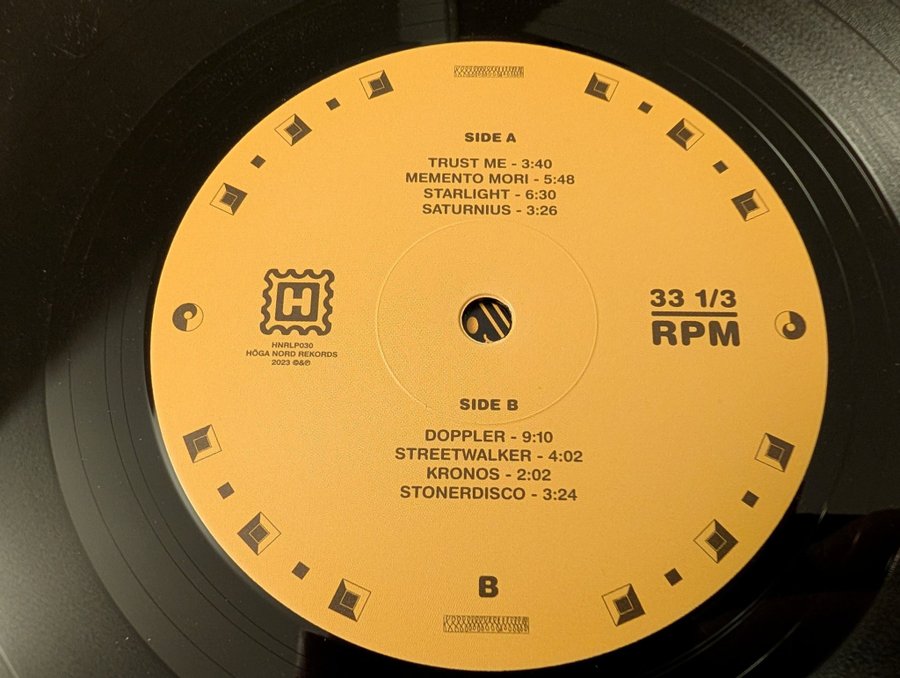 SIDE A
TRUST ME - 3:40
MEMENTO MORI - 5:48
STARLIGHT - 6:30
SATURNIUS - 3:26
H
HNRLP030
HÖGA NORD REKORDS
2023 ©&℗
33 1/3
RPM
SIDE B
DOPPLER - 9:10
STREETWALKER - 4:02
KRONOS - 2:02
STONERDISCO - 3:24
B